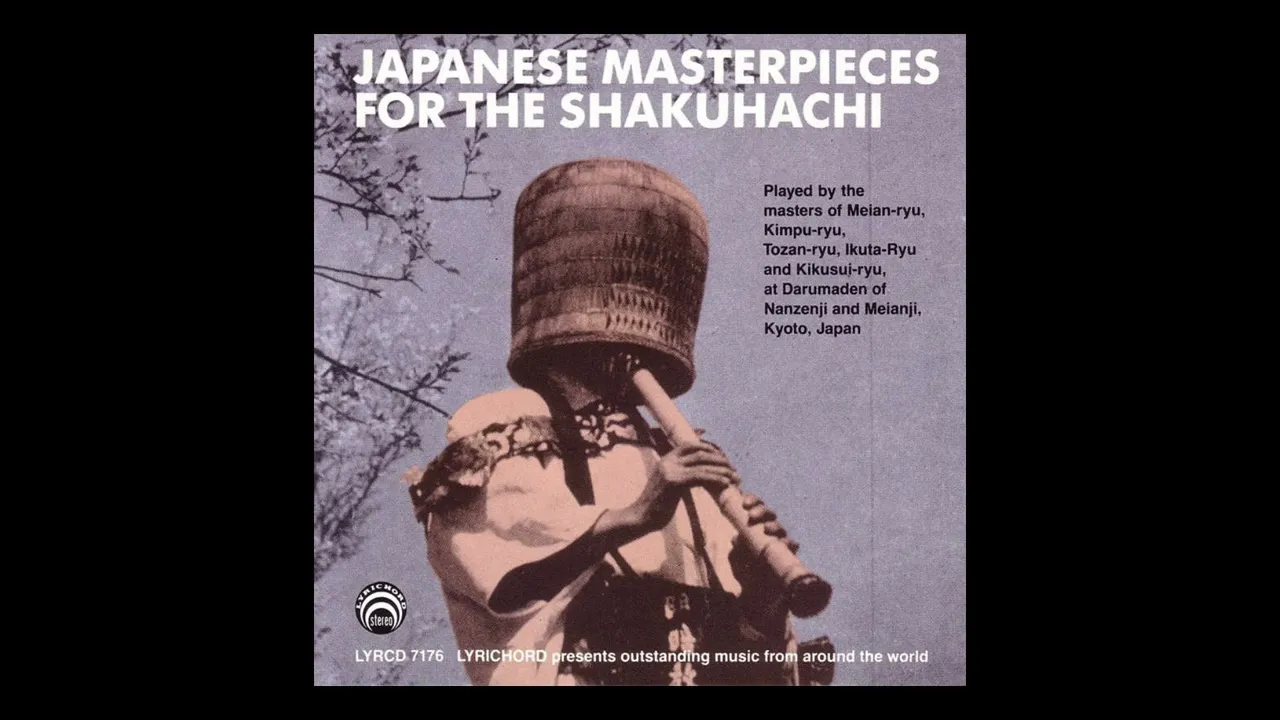 JAPANESE MASTERPIECES
FOR THE SHAKUHACHI
Played by the
masters of Meian-ryu,
Kimpu-ryu,
Tozan-ryu, Ikuta-Ryu
and Kikusui-ryu,
at Darumaden of
Nanzenji and Meianji,
Kyoto, Japan
LYRICHORD
stereo
LYRCD 7176 LYRICHORD presents outstanding music from around the world